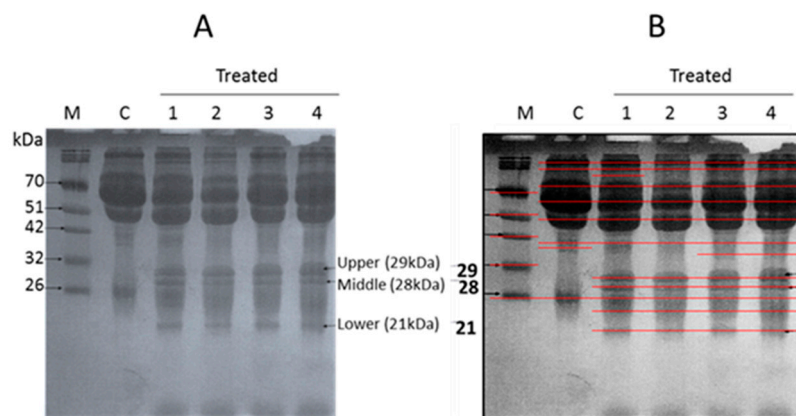 A
Treated
M C 1 2 3 4
kDa
70
51
42
32
26
Upper (29kDa)
Middle (28kDa)
Lower (21kDa)
B
Treated
M C 1 2 3 4
29
28
21